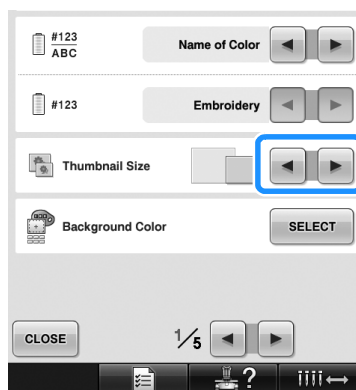 #123
ABC
Name of Color
#123
Embroidery
Thumbnail Size
Background Color
SELECT
CLOSE
1/5
?